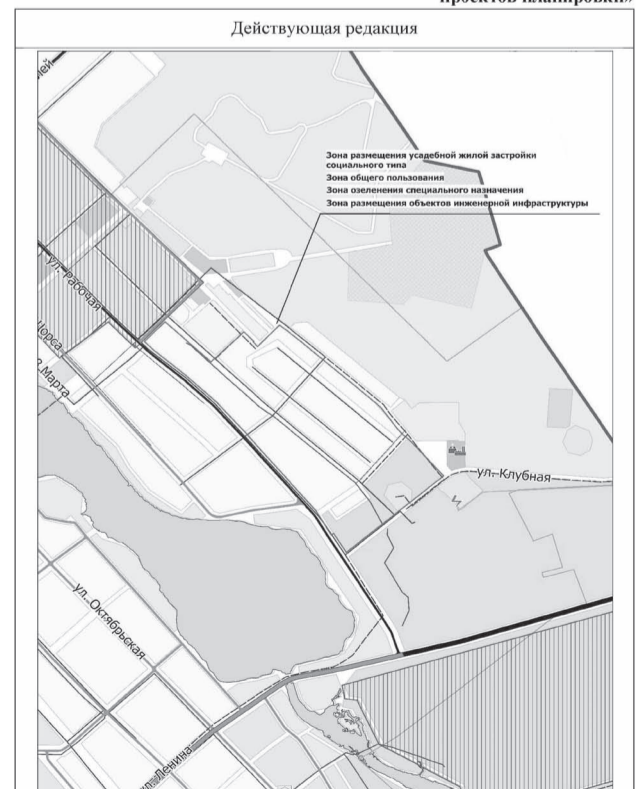 проектов планировки»
Действующая редакция
Зона размещения усадебной жилой застройки
социального типа
Зона общего пользования
Зона озеленения специального назначения
Зона размещения объектов инженерной инфраструктуры
ул. Рабочая
Марта
ул. Клубная
ул. Октябрьская
ул. Ленина